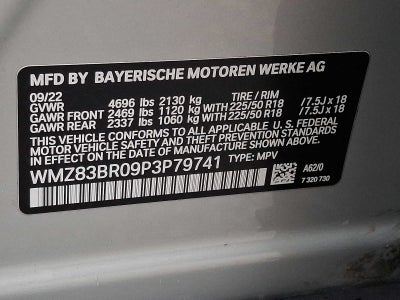 MFD BY BAYERISCHE MOTOREN WERKE AG
09/22 TIRE / RIM
GVWR 4696 lbs 2130 kg
GAWR FRONT 2469 lbs 1120 kg WITH 225/50 R18 /7.5J x 18
GAWR REAR 2337 lbs 1060 kg WITH 225/50 R18 /7.5J x 18
THIS VEHICLE CONFORMS TO ALL APPLICABLE U. S. FEDERAL
MOTOR VEHICLE SAFETY AND THEFT PREVENTION STANDARDS
IN EFFECT ON THE DATE OF MANUFACTURE SHOWN ABOVE.
WMZ83BR09P3P79741 TYPE: MPV
A62/0
7 320 730